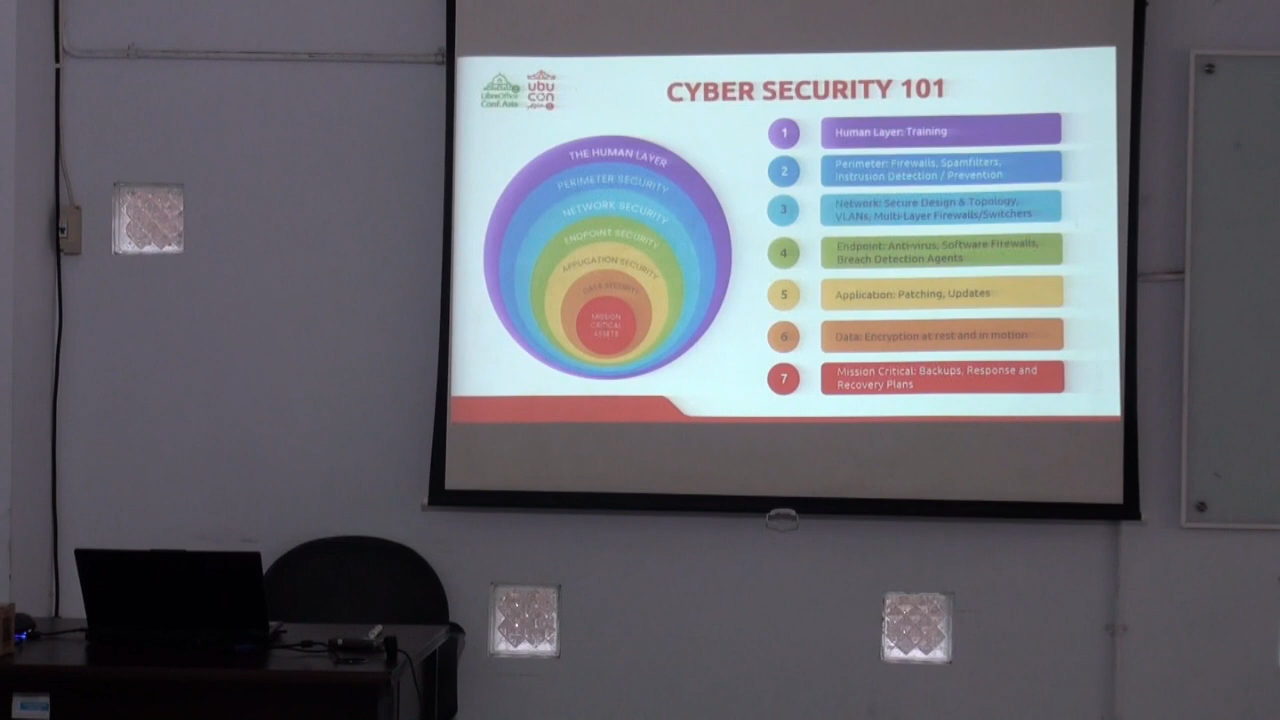 LibreOffice
Conf.Asia
ubu
con
CYBER SECURITY 101
THE HUMAN LAYER
PERIMETER SECURITY
NETWORK SECURITY
ENDPOINT SECURITY
APPLICATION SECURITY
DATA SECURITY
MISSION
CRITICAL
ASSETS
1
Human Layer: Training
2
Perimeter: Firewalls, Spamfilters,
Instrusion Detection / Prevention
3
Network: Secure Design & Topology,
VLANs, Multi-Layer Firewalls/Switchers
4
Endpoint: Anti-virus, Software Firewalls,
Breach Detection Agents
5
Application: Patching, Updates
6
Data: Encryption at rest and in motion
7
Mission Critical: Backups, Response and
Recovery Plans